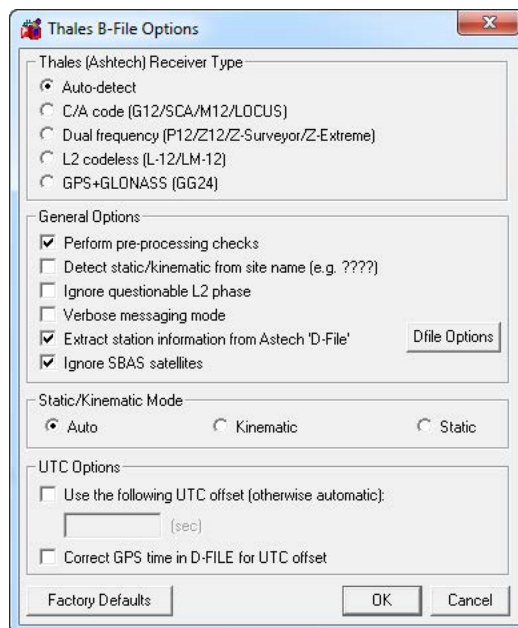 Thales B-File Options
Thales (Ashtech) Receiver Type
Auto-detect
C/A code (G12/SCA/M12/LOCUS)
Dual frequency (P12/Z12/Z-Surveyor/Z-Extreme)
L2 codeless (L-12/LM-12)
GPS+GLONASS (GG24)
General Options
Perform pre-processing checks
Detect static/kinematic from site name (e.g. ????)
Ignore questionable L2 phase
Verbose messaging mode
Extract station information from Astech 'D-File' Dfile Options
Ignore SBAS satellites
Static/Kinematic Mode
Auto Kinematic Static
UTC Options
Use the following UTC offset (otherwise automatic):
(sec)
Correct GPS time in D-FILE for UTC offset
Factory Defaults OK Cancel